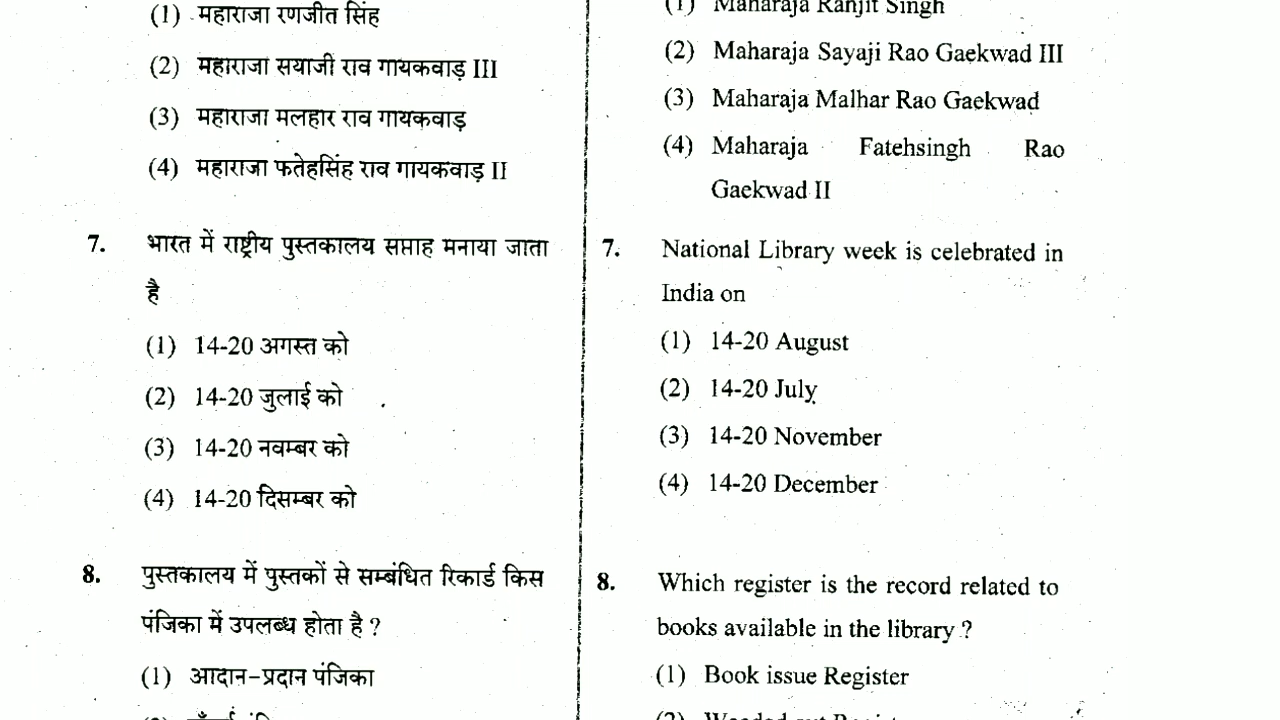 (1) महाराजा रणजीत सिंह
(2) महाराजा सयाजी राव गायकवाड़ III
(3) महाराजा मलहार राव गायकवाड़
(4) महाराजा फतेहसिंह राव गायकवाड़ II
7. भारत में राष्ट्रीय पुस्तकालय सप्ताह मनाया जाता
है
(1) 14-20 अगस्त को
(2) 14-20 जुलाई को
(3) 14-20 नवम्बर को
(4) 14-20 दिसम्बर को
8. पुस्तकालय में पुस्तकों से सम्बंधित रिकार्ड किस
पंजिका में उपलब्ध होता है ?
(1) आदान-प्रदान पंजिका
(1) Maharaja Ranjit Singh
(2) Maharaja Sayaji Rao Gaekwad III
(3) Maharaja Malhar Rao Gaekwad
(4) Maharaja Fatehsingh Rao
Gaekwad II
7. National Library week is celebrated in
India on
(1) 14-20 August
(2) 14-20 July
(3) 14-20 November
(4) 14-20 December
8. Which register is the record related to
books available in the library ?
(1) Book issue Register